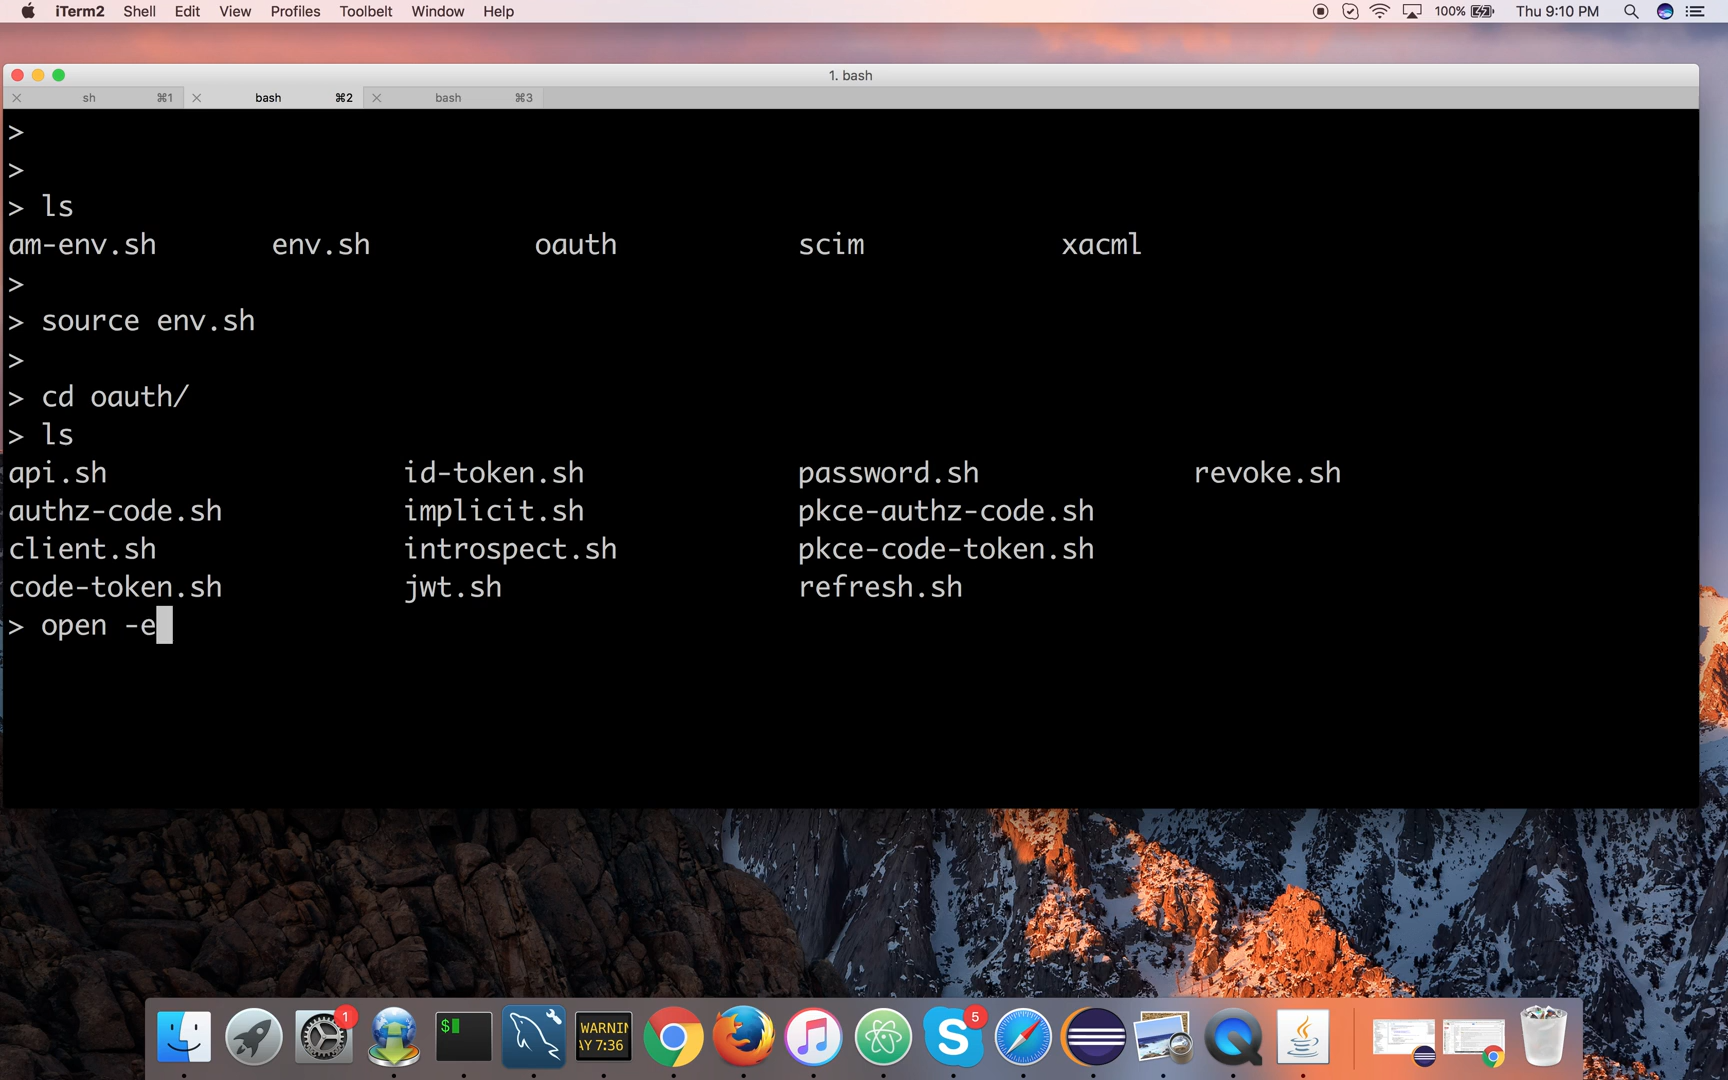 iTerm2 Shell Edit View Profiles Toolbelt Window Help 100% Thu 9:10 PM
1. bash
sh ⌘1 bash ⌘2 bash ⌘3
>
>
> ls
am-env.sh env.sh oauth scim xacml
>
> source env.sh
>
> cd oauth/
> ls
api.sh id-token.sh password.sh revoke.sh
authz-code.sh implicit.sh pkce-authz-code.sh
client.sh introspect.sh pkce-code-token.sh
code-token.sh jwt.sh refresh.sh
> open -e
1 $ WARNIN 5
AY 7:36